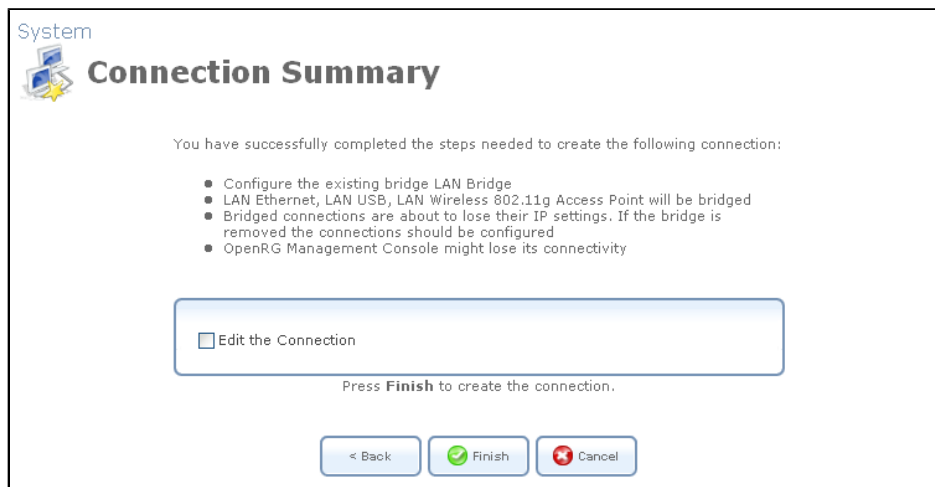 System
Connection Summary
You have successfully completed the steps needed to create the following connection:
Configure the existing bridge LAN Bridge
LAN Ethernet, LAN USB, LAN Wireless 802.11g Access Point will be bridged
Bridged connections are about to lose their IP settings. If the bridge is
removed the connections should be configured
OpenRG Management Console might lose its connectivity
Edit the Connection
Press Finish to create the connection.
< Back
Finish
Cancel